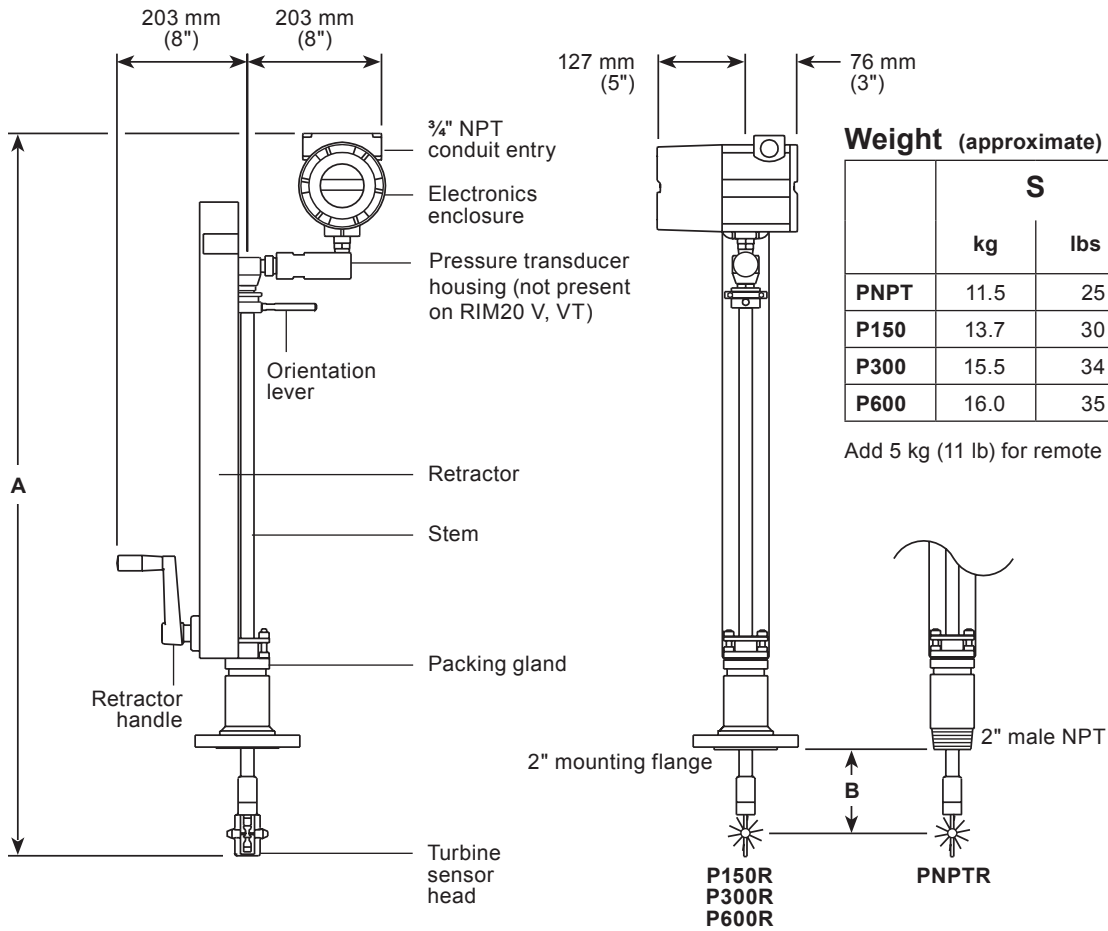 203 mm
(8")
203 mm
(8")
¾" NPT
conduit entry
Electronics
enclosure
Pressure transducer
housing (not present
on RIM20 V, VT)
Orientation
lever
A
Retractor
Stem
Packing gland
Retractor
handle
Turbine
sensor
head
127 mm
(5")
76 mm
(3")
2" mounting flange
B
P150R
P300R
P600R
2" male NPT
PNPTR
Weight (approximate)
S
kg lbs
PNPT 11.5 25
P150 13.7 30
P300 15.5 34
P600 16.0 35
Add 5 kg (11 lb) for remote